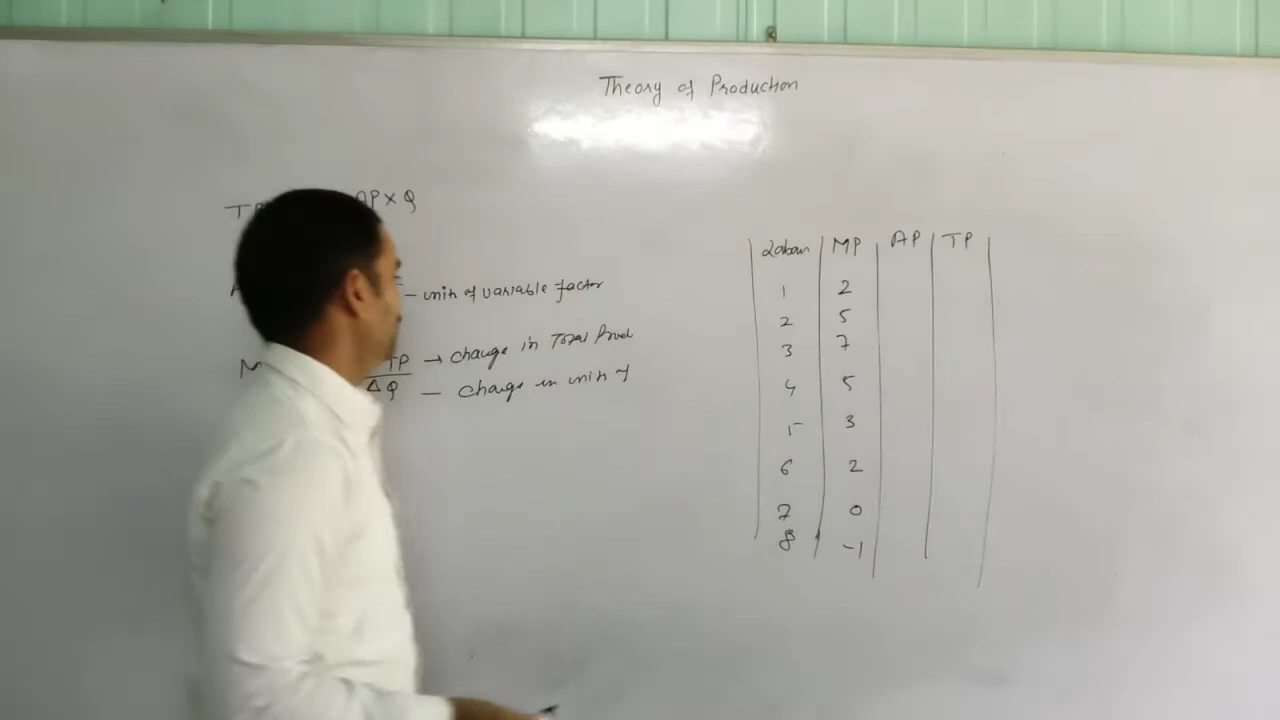 Theory of Production
AP × Q
- unit of variable factor
TP → change in Total Prod
ΔQ — change in unit of
Labour MP AP TP
1 2
2 5
3 7
4 5
5 3
6 2
7 0
8 -1